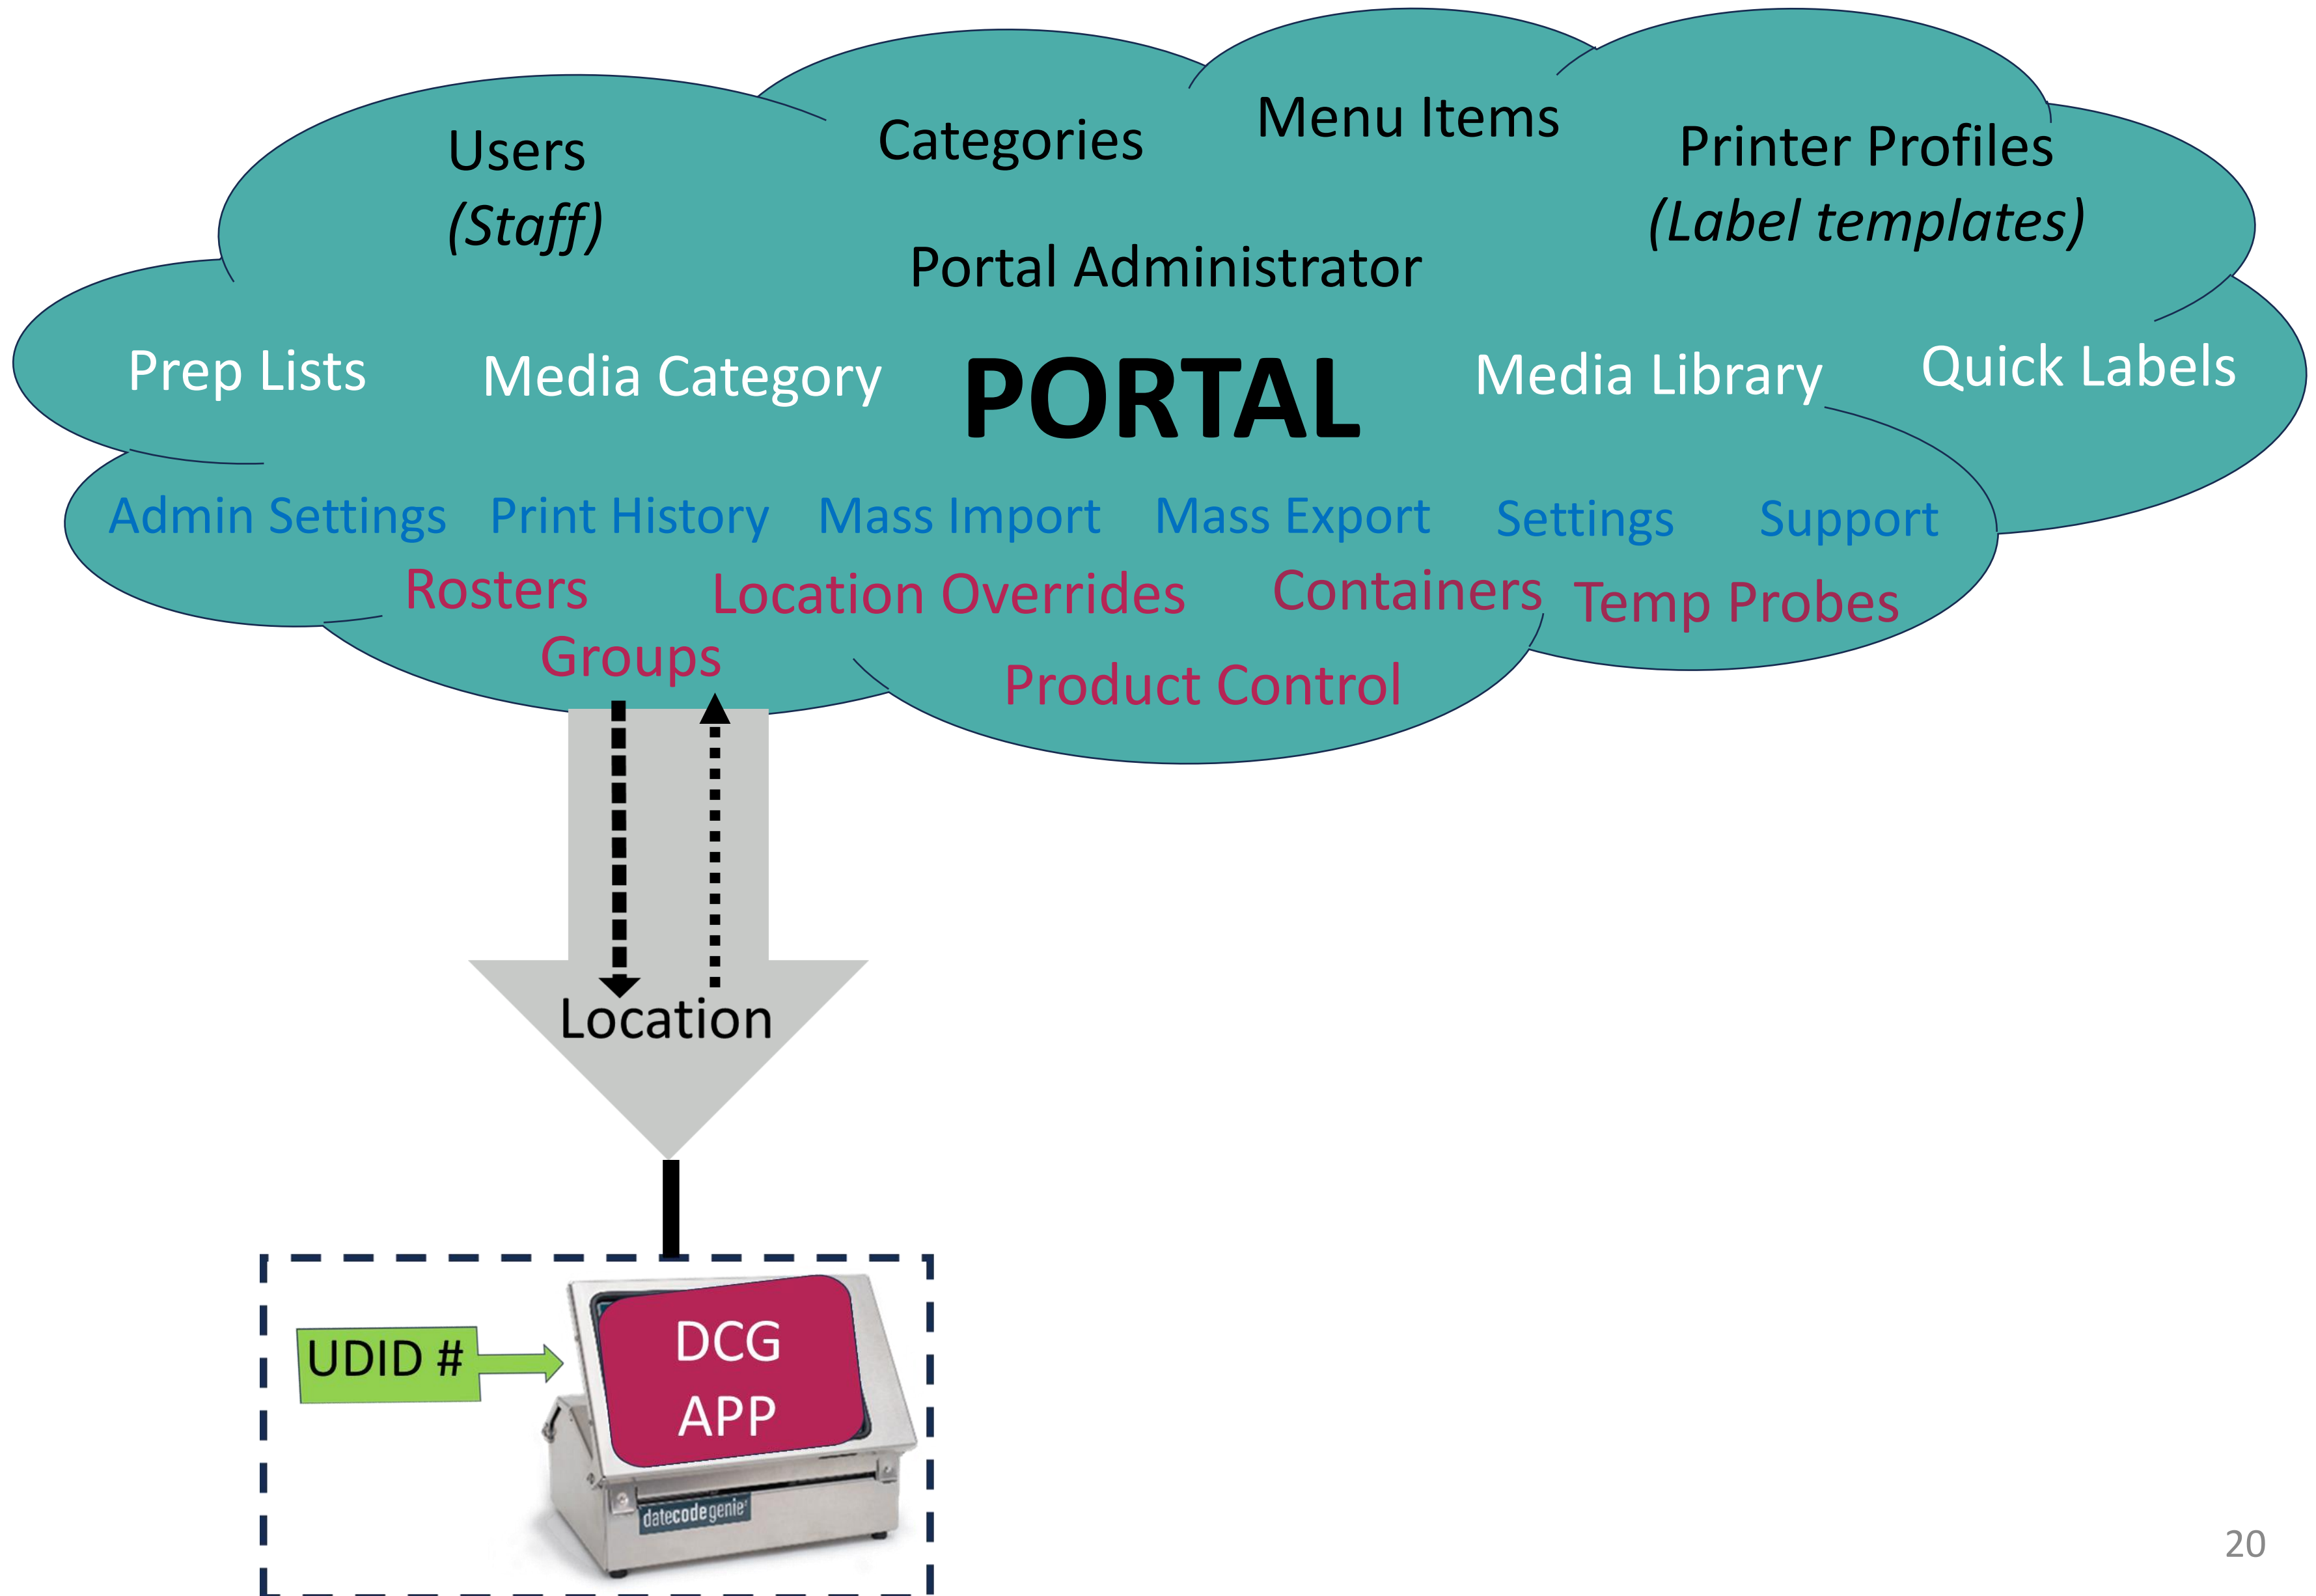 Users
(Staff)
Categories
Menu Items
Printer Profiles
(Label templates)
Portal Administrator
Prep Lists
Media Category
PORTAL
Media Library
Quick Labels
Admin Settings
Print History
Mass Import
Mass Export
Settings
Support
Rosters
Location Overrides
Containers
Temp Probes
Groups
Product Control
Location
UDID #
DCG
APP
datecodegenie
20